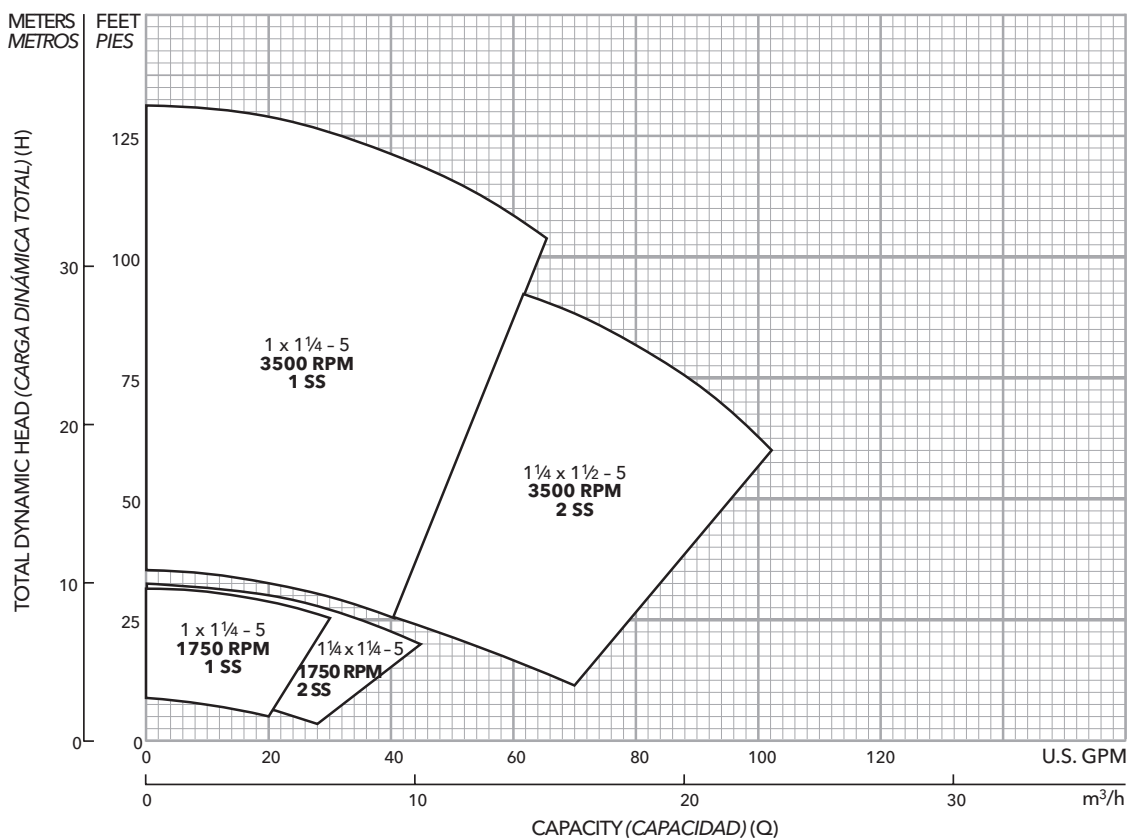 METERS FEET
METROS PIES
TOTAL DYNAMIC HEAD (CARGA DINÁMICA TOTAL) (H)
125
100
75
50
25
0
30
20
10
0
1 x 1¼ – 5
3500 RPM
1 SS
1¼ x 1½ – 5
3500 RPM
2 SS
1 x 1¼ – 5
1750 RPM
1 SS
1¼ x 1¼ – 5
1750 RPM
2 SS
0 20 40 60 80 100 120 U.S. GPM
0 10 20 30 m³/h
CAPACITY (CAPACIDAD) (Q)